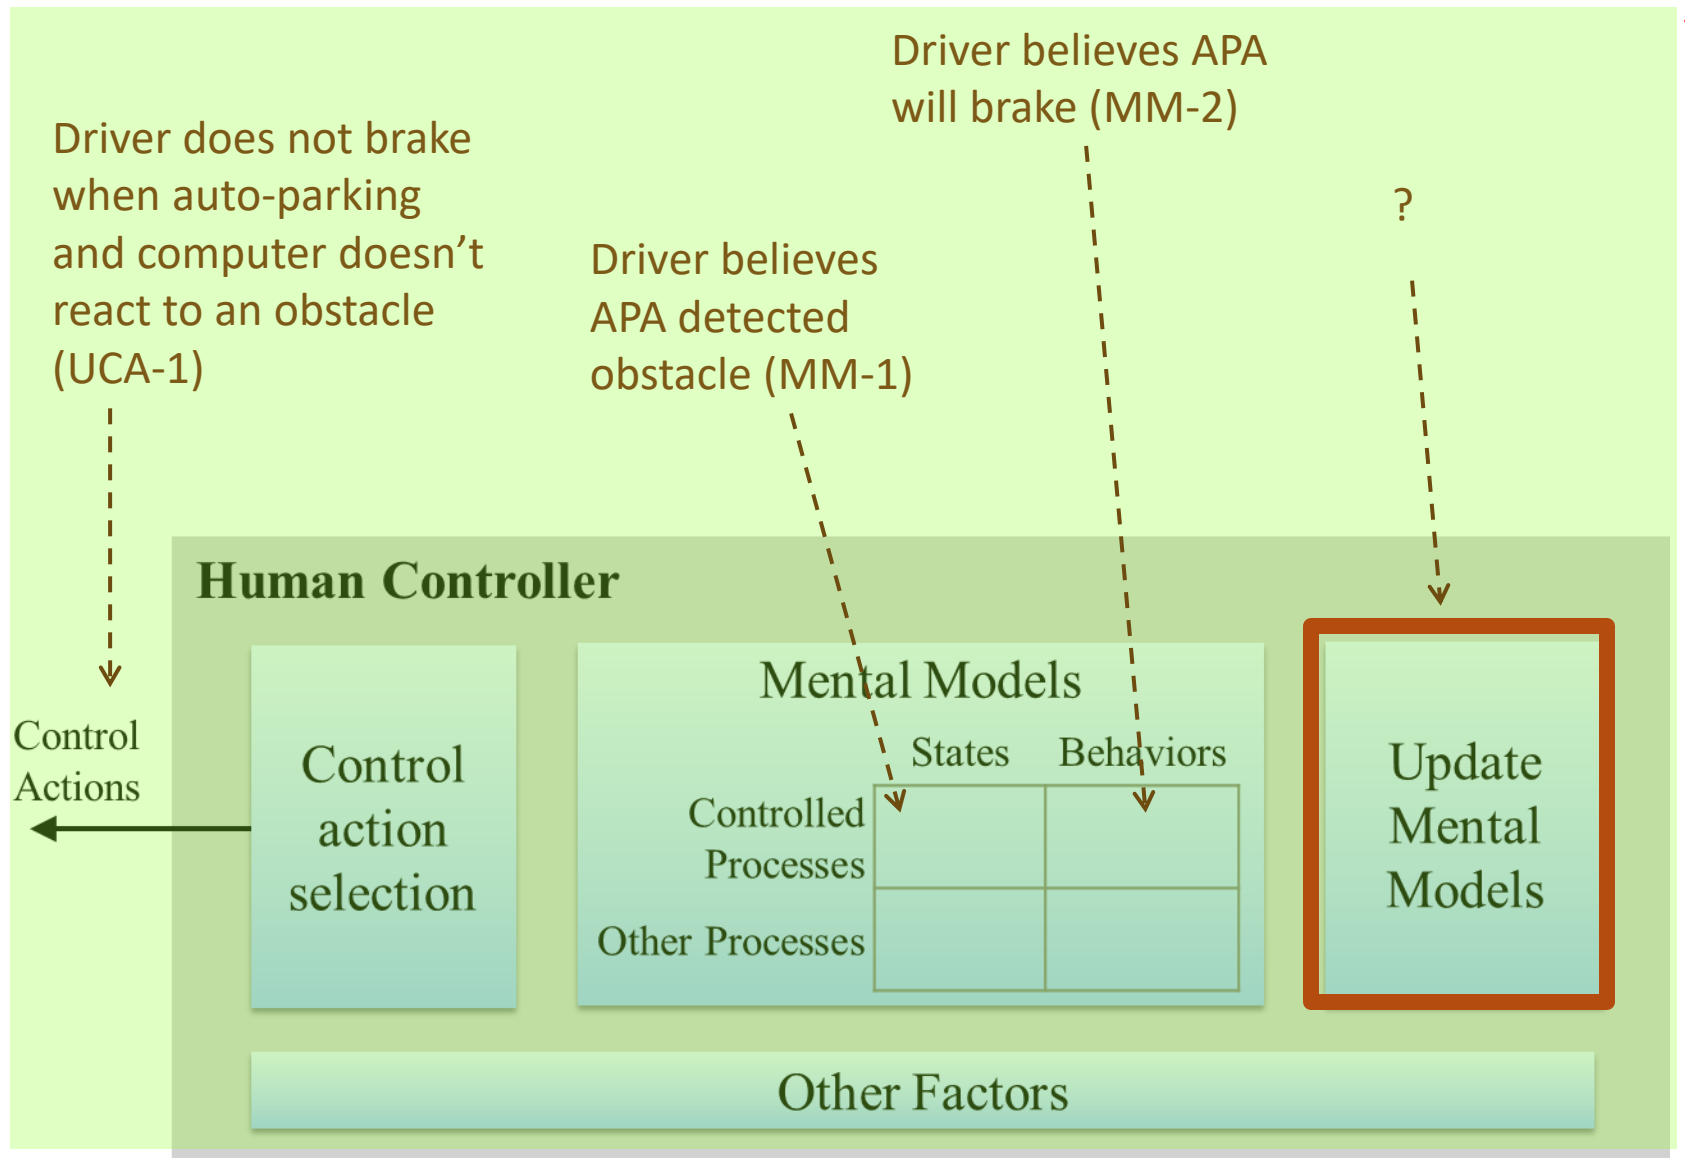 Driver believes APA
will brake (MM-2)
Driver does not brake
when auto-parking
and computer doesn’t
react to an obstacle
(UCA-1)
?
Driver believes
APA detected
obstacle (MM-1)
Human Controller
Control
Actions
Control
action
selection
Mental Models
States Behaviors
Controlled
Processes
Other Processes
Update
Mental
Models
Other Factors